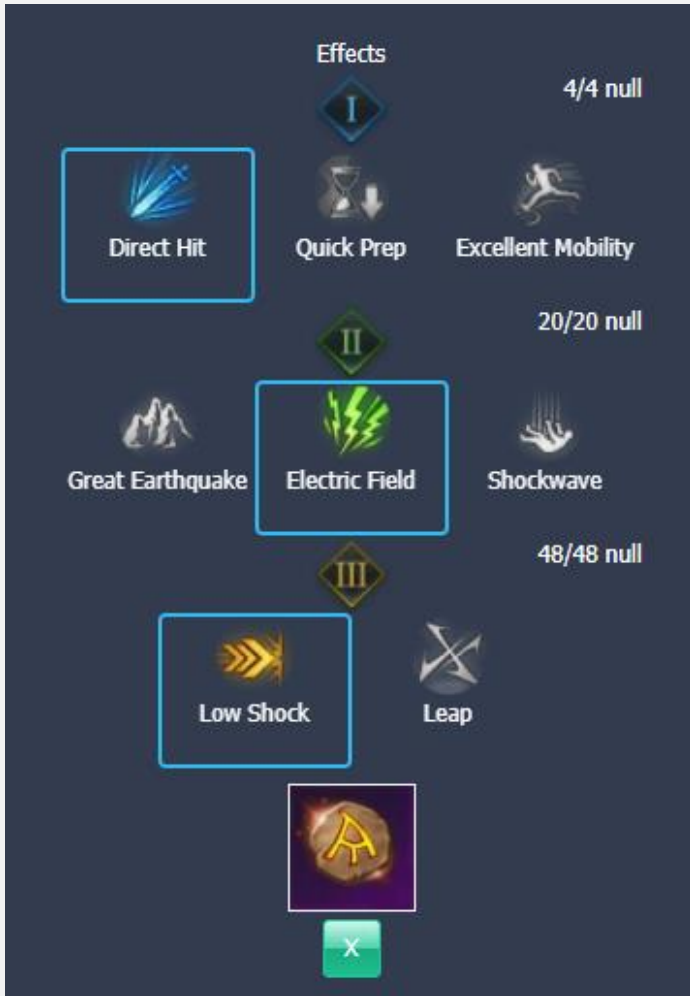 Effects
4/4 null
I
Direct Hit Quick Prep Excellent Mobility
20/20 null
II
Great Earthquake Electric Field Shockwave
48/48 null
III
Low Shock Leap
X